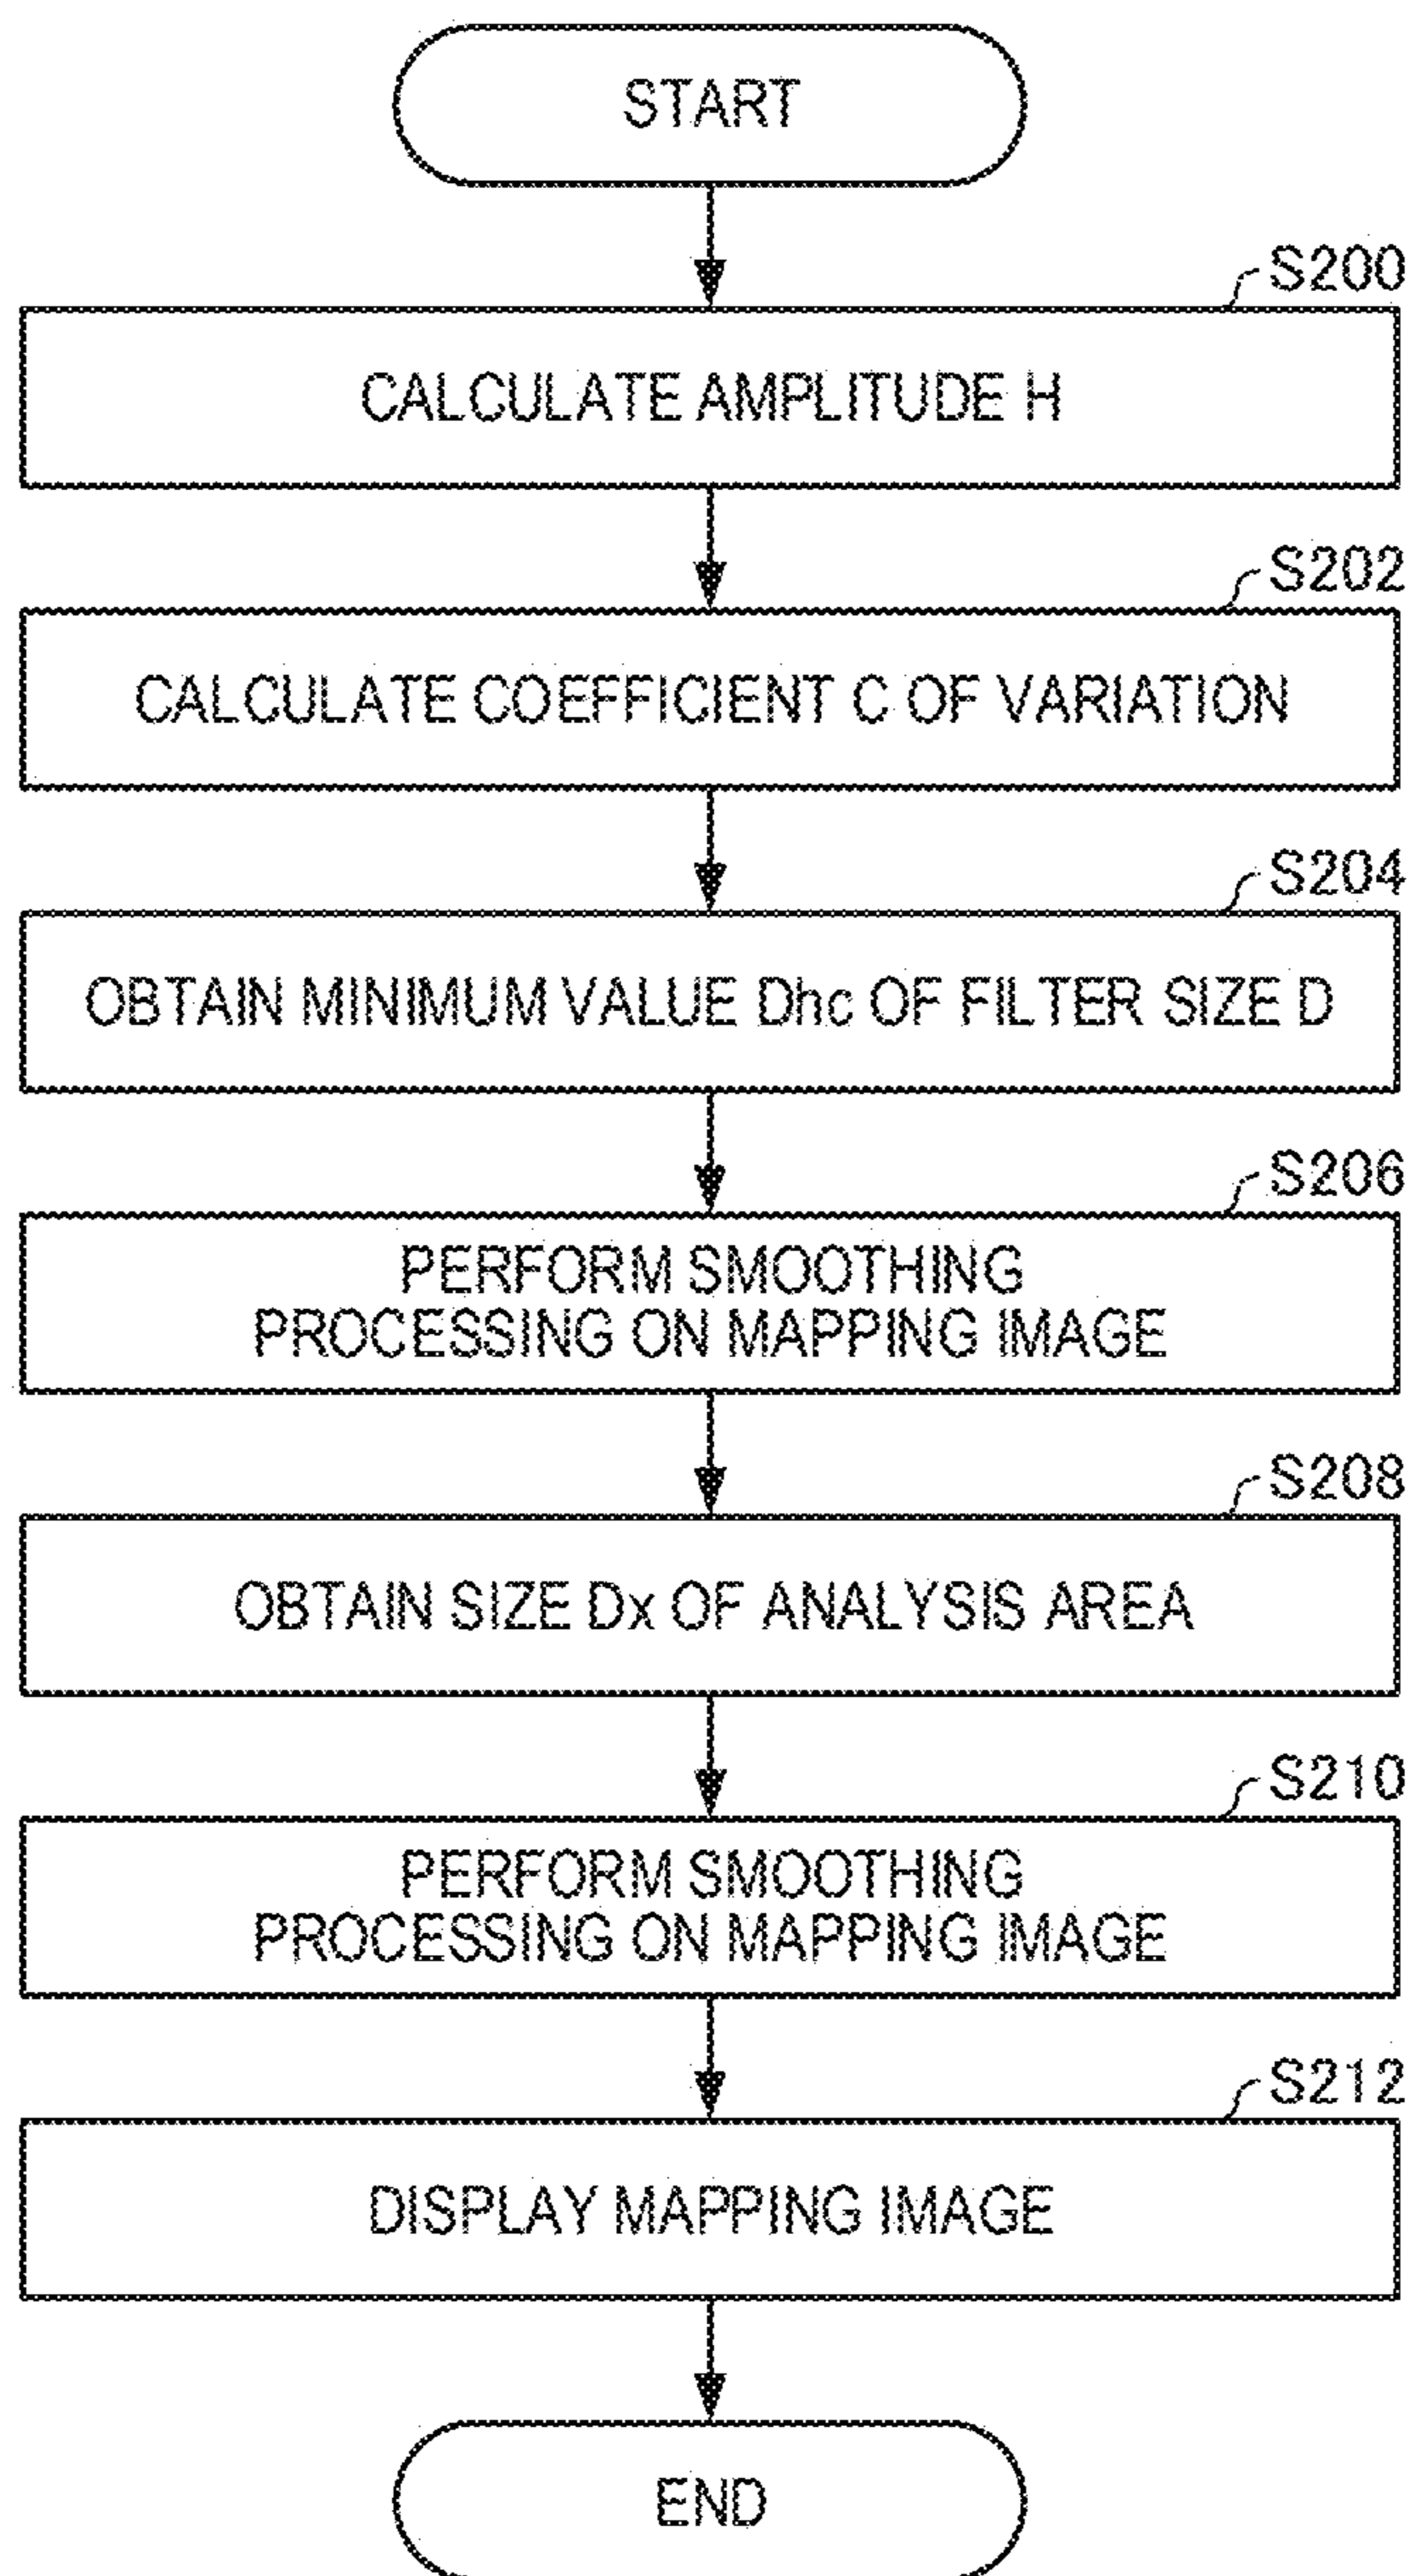 START
S200
CALCULATE AMPLITUDE H
S202
CALCULATE COEFFICIENT C OF VARIATION
S204
OBTAIN MINIMUM VALUE Dhc OF FILTER SIZE D
S206
PERFORM SMOOTHING
PROCESSING ON MAPPING IMAGE
S208
OBTAIN SIZE Dx OF ANALYSIS AREA
S210
PERFORM SMOOTHING
PROCESSING ON MAPPING IMAGE
S212
DISPLAY MAPPING IMAGE
END